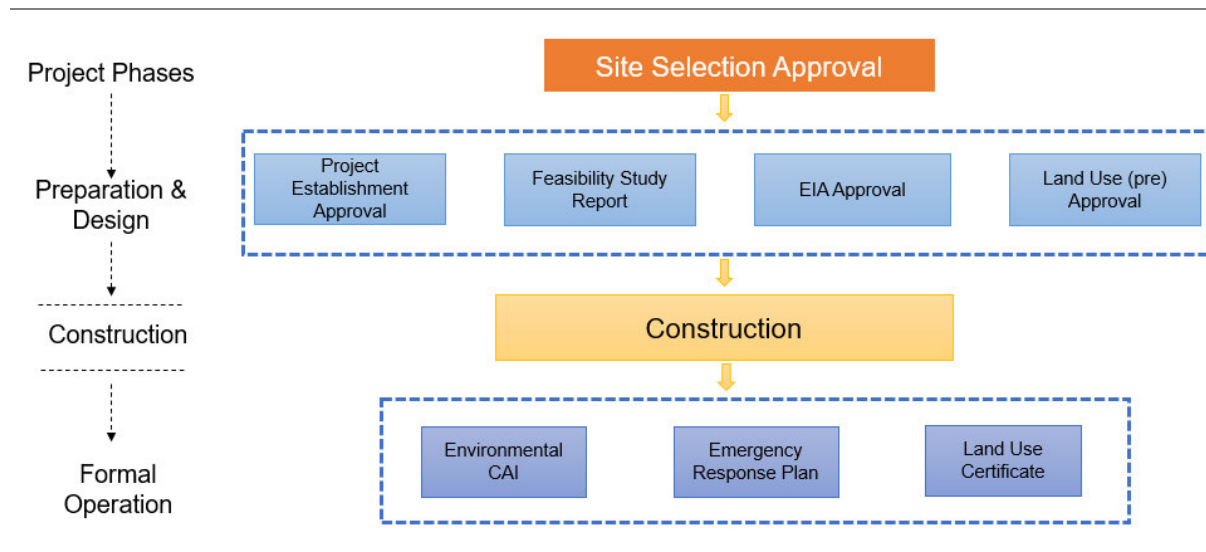 Project Phases
Site Selection Approval
Preparation &
Design
Project
Establishment
Approval
Feasibility Study
Report
EIA Approval
Land Use (pre)
Approval
Construction
Construction
Formal
Operation
Environmental
CAI
Emergency
Response Plan
Land Use
Certificate